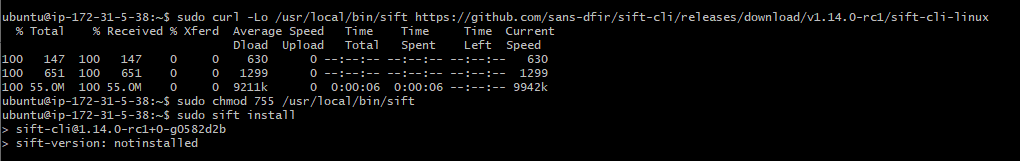 ubuntu@ip-172-31-5-38:~$ sudo curl -Lo /usr/local/bin/sift https://github.com/sans-dfir/sift-cli/releases/download/v1.14.0-rc1/sift-cli-linux
% Total % Received % Xferd Average Speed Time Time Time Current
Dload Upload Total Spent Left Speed
100 147 100 147 0 0 630 0 --:--:-- --:--:-- --:--:-- 630
100 651 100 651 0 0 1299 0 --:--:-- --:--:-- --:--:-- 1299
100 55.0M 100 55.0M 0 0 9211k 0 0:00:06 0:00:06 --:--:-- 9942k
ubuntu@ip-172-31-5-38:~$ sudo chmod 755 /usr/local/bin/sift
ubuntu@ip-172-31-5-38:~$ sudo sift install
> sift-cli@1.14.0-rc1+0-g0582d2b
> sift-version: notinstalled